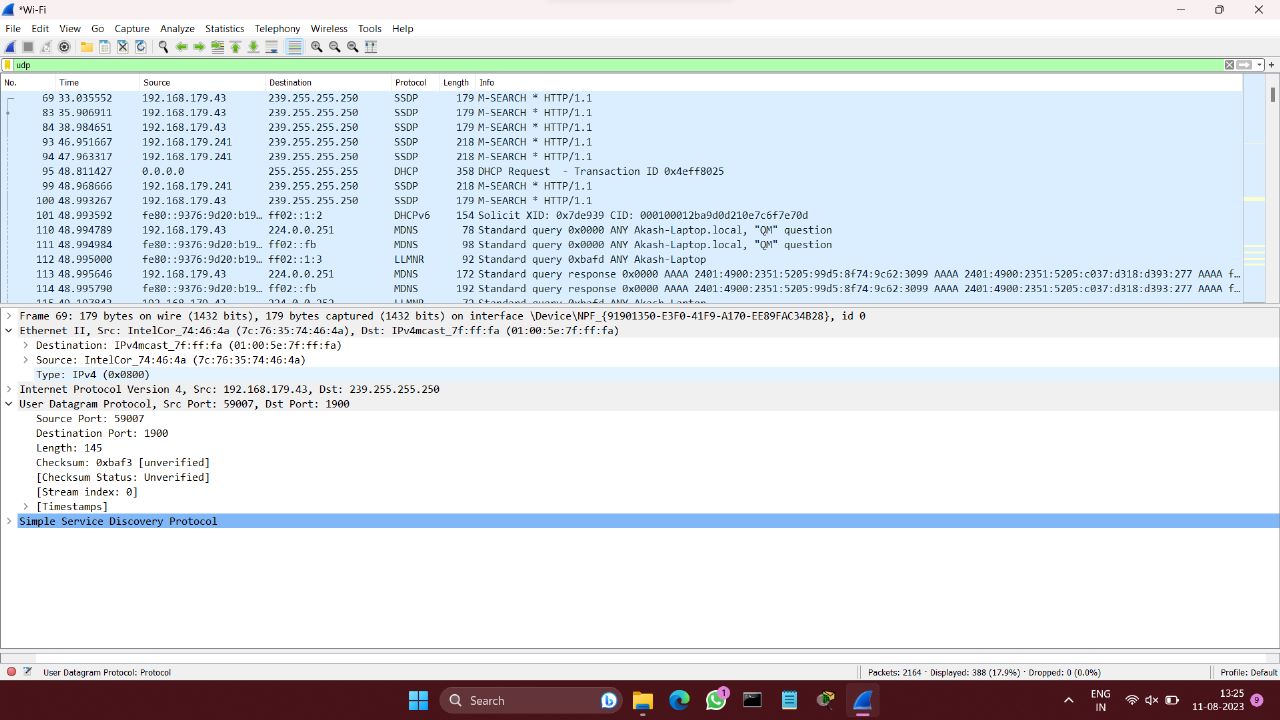 *Wi-Fi
File Edit View Go Capture Analyze Statistics Telephony Wireless Tools Help
udp
No. Time Source Destination Protocol Length Info
69 33.035552 192.168.179.43 239.255.255.250 SSDP 179 M-SEARCH * HTTP/1.1
83 35.906911 192.168.179.43 239.255.255.250 SSDP 179 M-SEARCH * HTTP/1.1
84 38.984651 192.168.179.43 239.255.255.250 SSDP 179 M-SEARCH * HTTP/1.1
93 46.951667 192.168.179.241 239.255.255.250 SSDP 218 M-SEARCH * HTTP/1.1
94 47.963317 192.168.179.241 239.255.255.250 SSDP 218 M-SEARCH * HTTP/1.1
95 48.811427 0.0.0.0 255.255.255.255 DHCP 358 DHCP Request - Transaction ID 0x4eff8025
99 48.968666 192.168.179.241 239.255.255.250 SSDP 218 M-SEARCH * HTTP/1.1
100 48.993267 192.168.179.43 239.255.255.250 SSDP 179 M-SEARCH * HTTP/1.1
101 48.993592 fe80::9376:9d20:b19… ff02::1:2 DHCPv6 154 Solicit XID: 0x7de939 CID: 000100012ba9d0d210e7c6f7e70d
110 48.994789 192.168.179.43 224.0.0.251 MDNS 78 Standard query 0x0000 ANY Akash-Laptop.local, "QM" question
111 48.994984 fe80::9376:9d20:b19… ff02::fb MDNS 98 Standard query 0x0000 ANY Akash-Laptop.local, "QM" question
112 48.995000 fe80::9376:9d20:b19… ff02::1:3 LLMNR 92 Standard query 0xbafd ANY Akash-Laptop
113 48.995646 192.168.179.43 224.0.0.251 MDNS 172 Standard query response 0x0000 AAAA 2401:4900:2351:5205:99d5:8f74:9c62:3099 AAAA 2401:4900:2351:5205:c037:d318:d393:277 AAAA f…
114 48.995790 fe80::9376:9d20:b19… ff02::fb MDNS 192 Standard query response 0x0000 AAAA 2401:4900:2351:5205:99d5:8f74:9c62:3099 AAAA 2401:4900:2351:5205:c037:d318:d393:277 AAAA f…
Frame 69: 179 bytes on wire (1432 bits), 179 bytes captured (1432 bits) on interface \Device\NPF_{91901350-E3F0-41F9-A170-EE89FAC34B28}, id 0
Ethernet II, Src: IntelCor_74:46:4a (7c:76:35:74:46:4a), Dst: IPv4mcast_7f:ff:fa (01:00:5e:7f:ff:fa)
Destination: IPv4mcast_7f:ff:fa (01:00:5e:7f:ff:fa)
Source: IntelCor_74:46:4a (7c:76:35:74:46:4a)
Type: IPv4 (0x0800)
Internet Protocol Version 4, Src: 192.168.179.43, Dst: 239.255.255.250
User Datagram Protocol, Src Port: 59007, Dst Port: 1900
Source Port: 59007
Destination Port: 1900
Length: 145
Checksum: 0xbaf3 [unverified]
[Checksum Status: Unverified]
[Stream index: 0]
[Timestamps]
Simple Service Discovery Protocol
User Datagram Protocol: Protocol Packets: 2164 · Displayed: 388 (17.9%) · Dropped: 0 (0.0%) Profile: Default
Search 1 ENG IN 13:25 11-08-2023 9